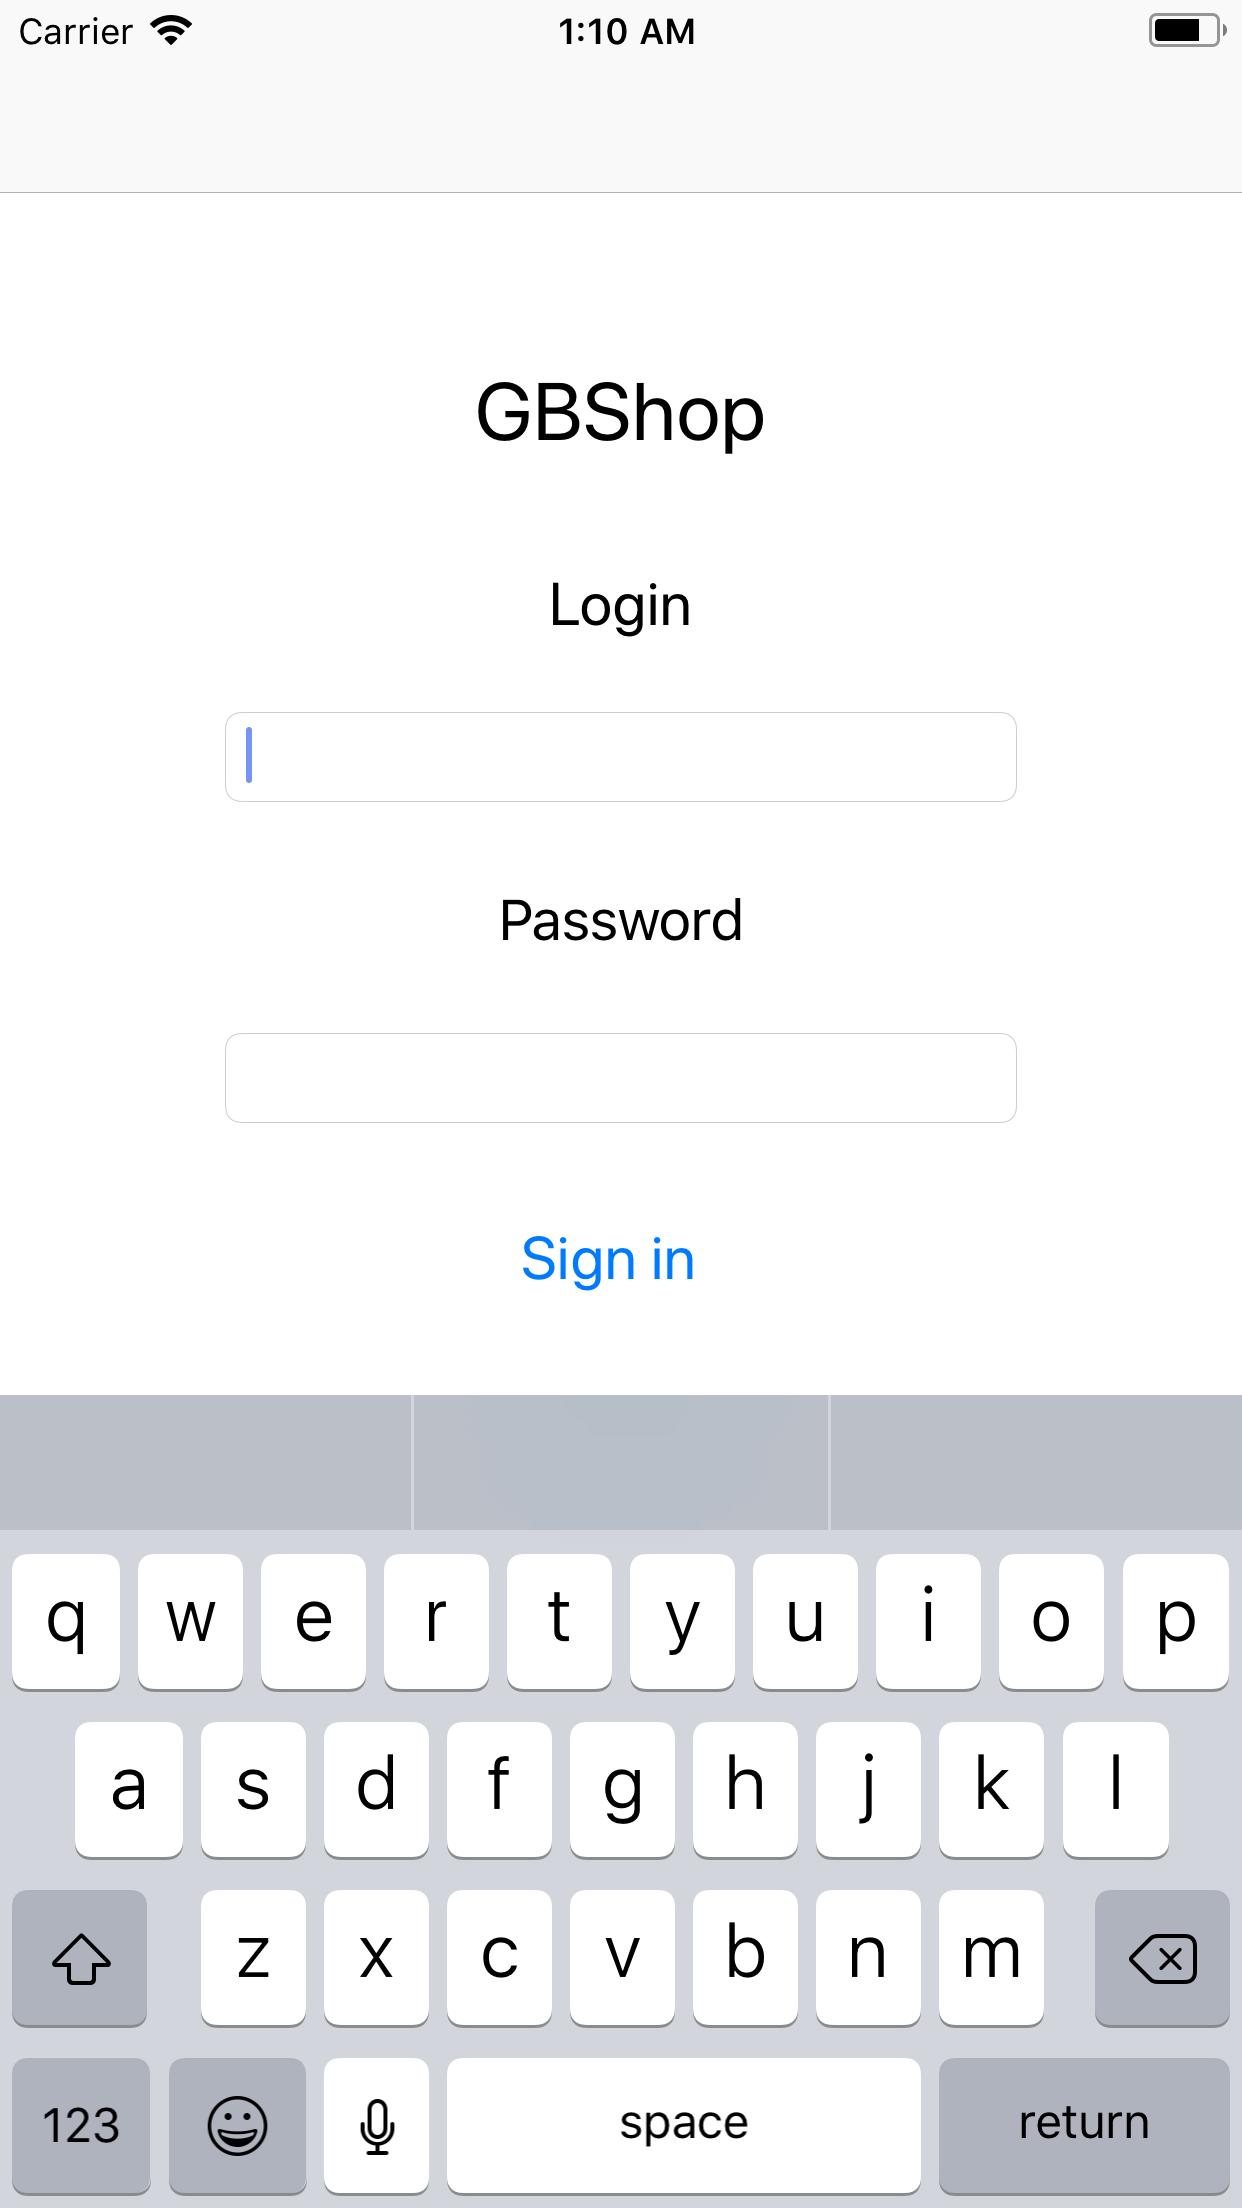 Carrier 1:10 AM
GBShop
Login
Password
Sign in
q w e r t y u i o p
a s d f g h j k l
z x c v b n m
123 space return